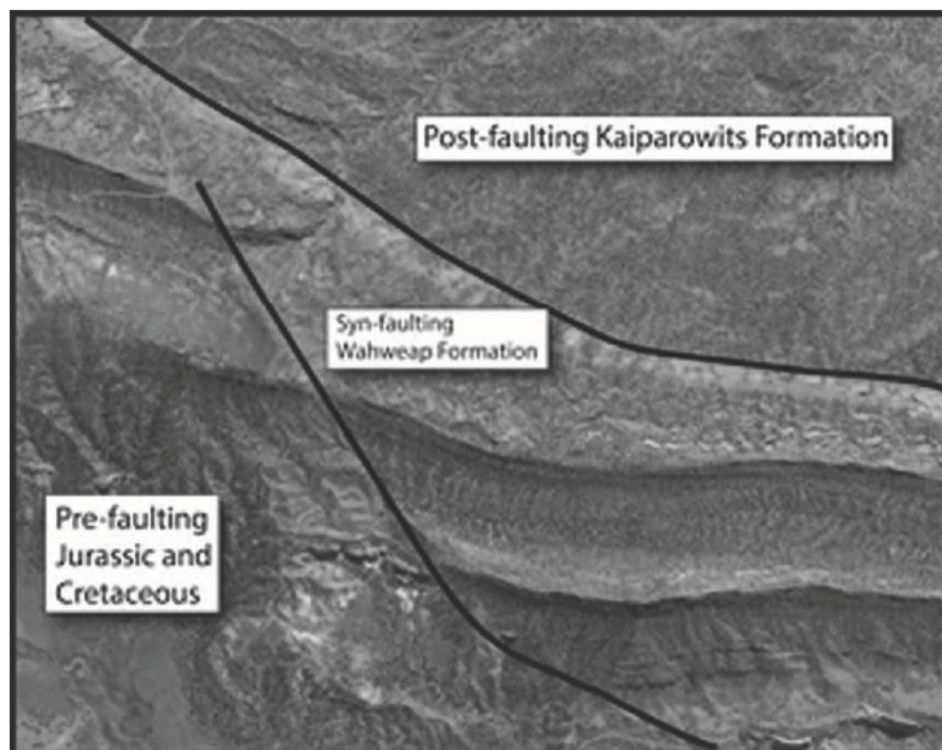 Post-faulting Kaiparowits Formation
Syn-faulting
Wahweap Formation
Pre-faulting
Jurassic and
Cretaceous